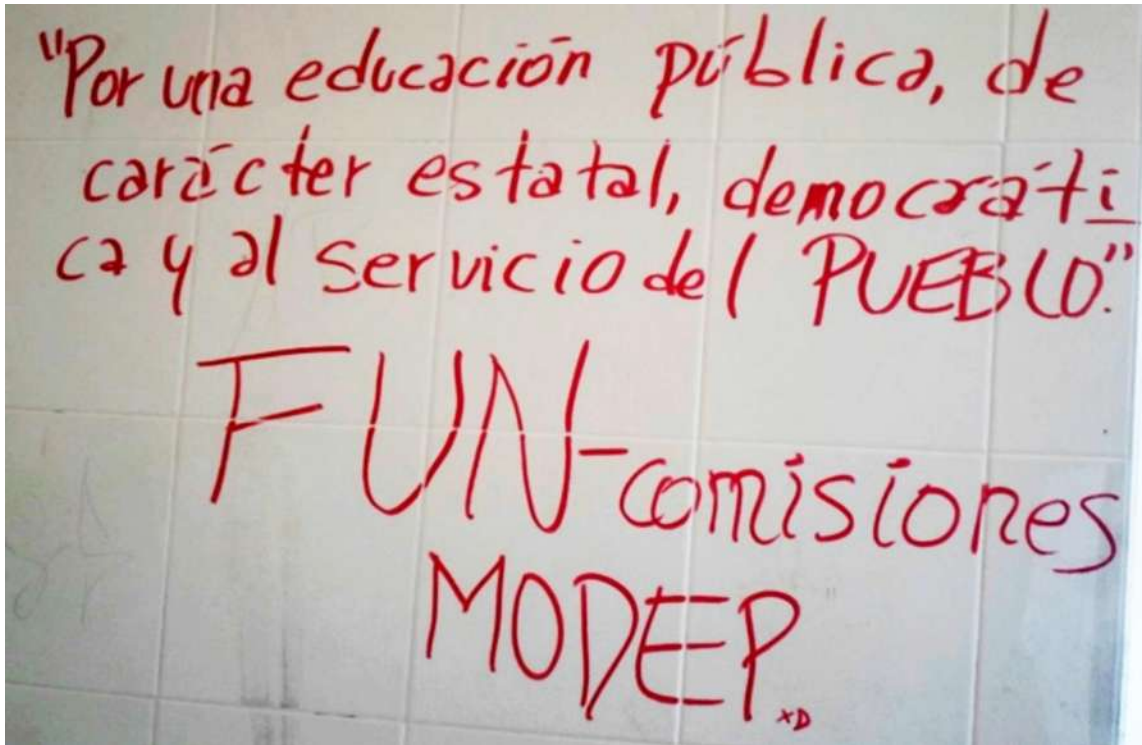 "Por una educación pública, de
carácter estatal, democráti
ca y al servicio del PUEBLO."
FUN-comisiones
MODEP.
xD